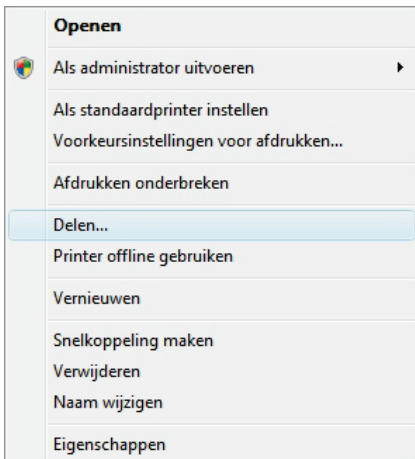 Openen
Als administrator uitvoeren
Als standaardprinter instellen
Voorkeursinstellingen voor afdrukken...
Afdrukken onderbreken
Delen...
Printer offline gebruiken
Vernieuwen
Snelkoppeling maken
Verwijderen
Naam wijzigen
Eigenschappen